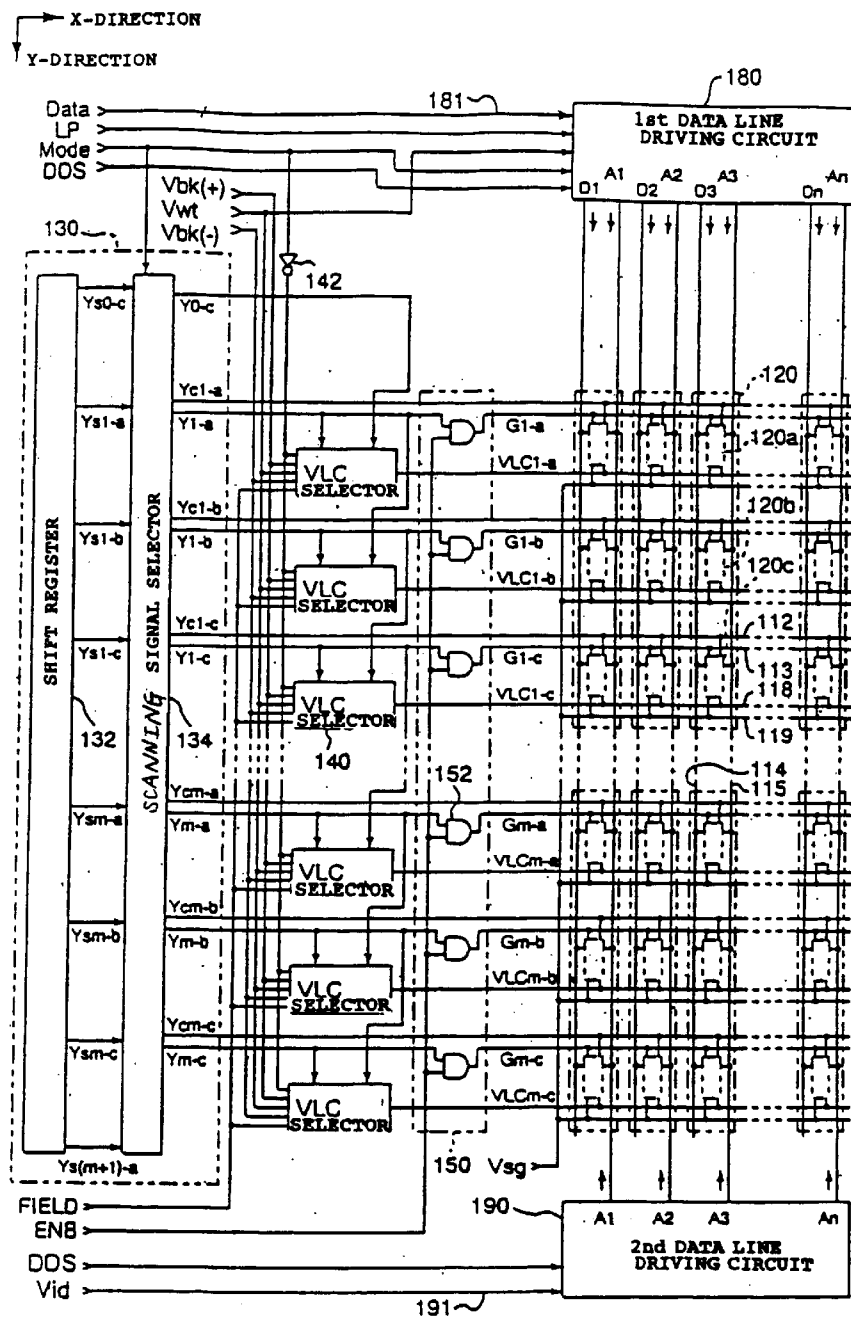 X-DIRECTION
Y-DIRECTION
180
Data
181
1st DATA LINE
DRIVING CIRCUIT
LP
Mode
DDS
Vbk(+)
Vwt
Vbk(-)
D1 A1 D2 A2 D3 A3 Dn An
130
142
Ys0-c
Y0-c
Yc1-a
120
Ys1-a
Y1-a
G1-a
120a
VLC
SELECTOR
VLC1-a
Yc1-b
120b
Ys1-b
Y1-b
G1-b
120c
VLC
SELECTOR
VLC1-b
SHIFT REGISTER
SCANNING SIGNAL SELECTOR
Yc1-c
112
Ys1-c
Y1-c
G1-c
113
VLC
SELECTOR
VLC1-c
118
132
134
140
119
114
152
115
Ycm-a
Ysm-a
Ym-a
Gm-a
VLC
SELECTOR
VLCm-a
Ycm-b
Ysm-b
Ym-b
Gm-b
VLC
SELECTOR
VLCm-b
Ycm-c
Ysm-c
Ym-c
Gm-c
VLC
SELECTOR
VLCm-c
Ys(m+1)-a
150
Vsg
FIELD
190
ENB
A1 A2 A3 An
DDS
2nd DATA LINE
DRIVING CIRCUIT
Vid
191